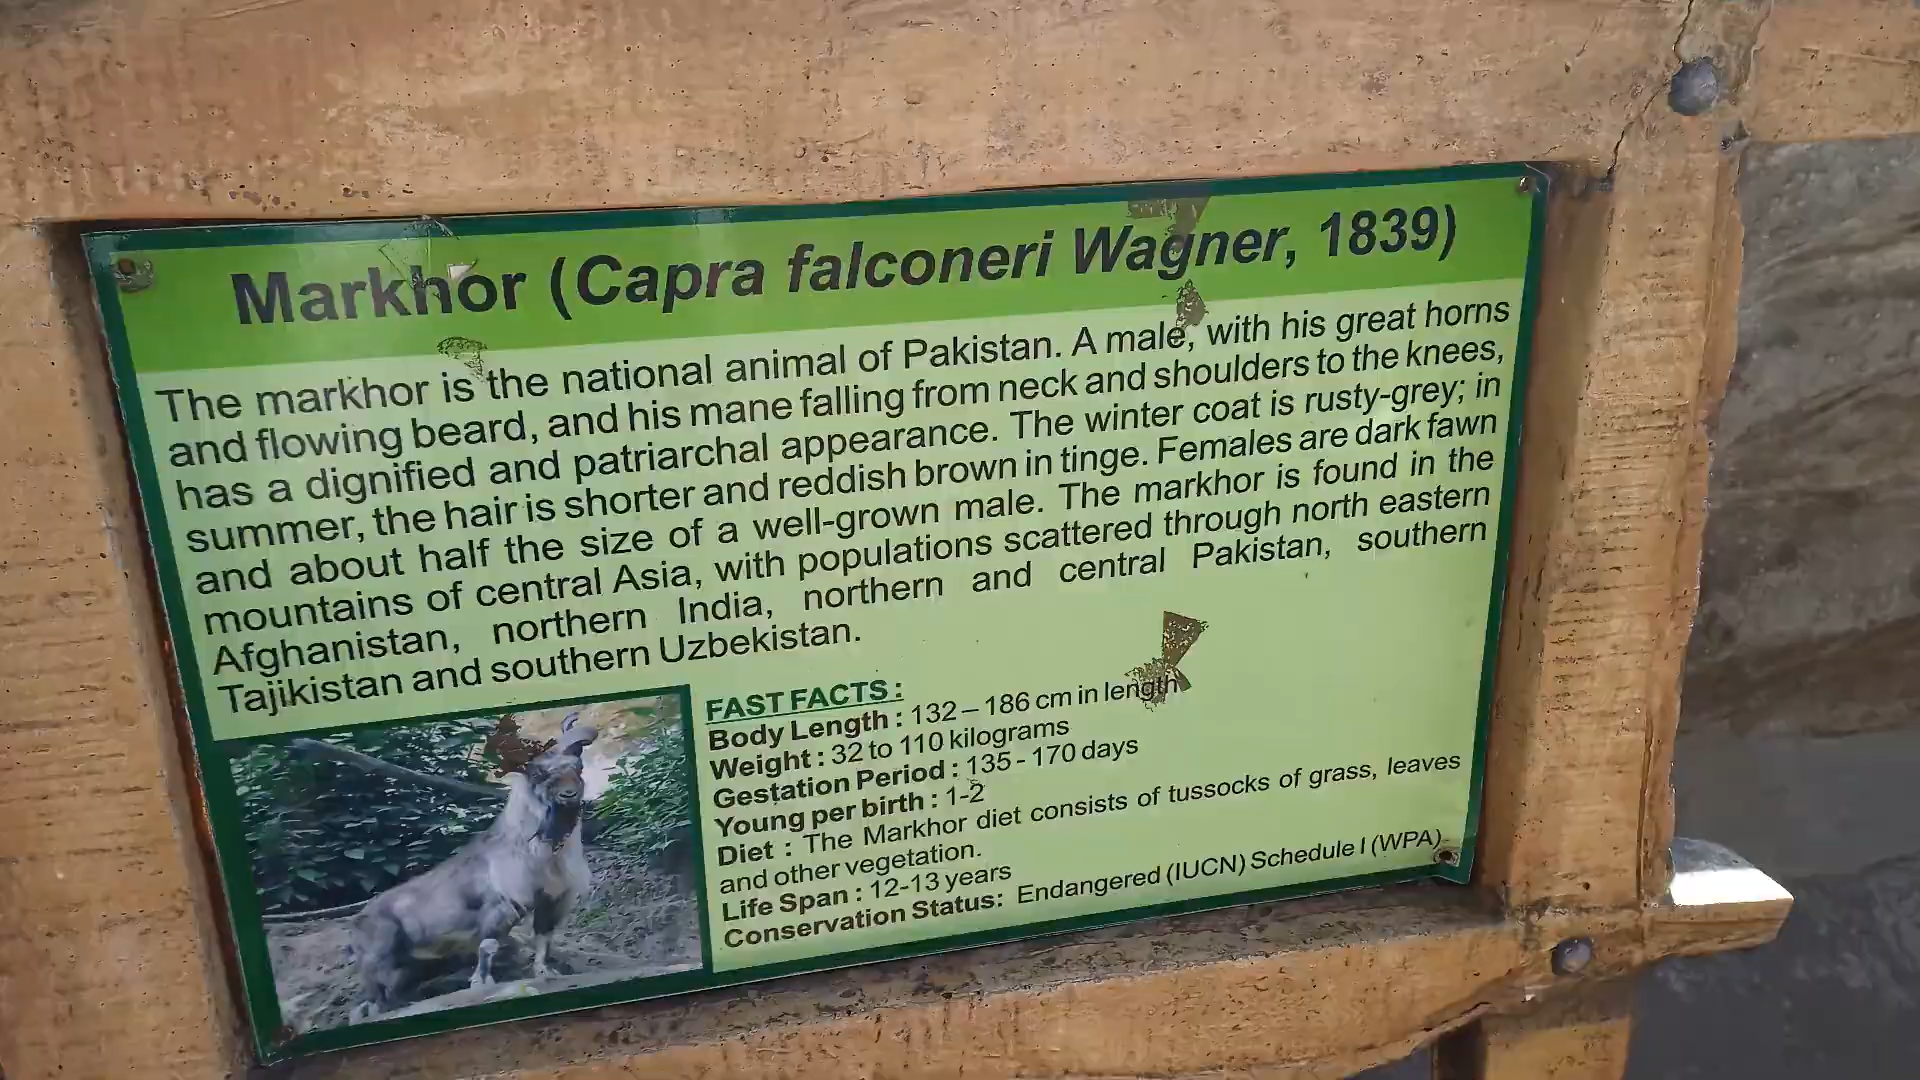 Markhor (Capra falconeri Wagner, 1839)
The markhor is the national animal of Pakistan. A male, with his great horns
and flowing beard, and his mane falling from neck and shoulders to the knees,
has a dignified and patriarchal appearance. The winter coat is rusty-grey; in
summer, the hair is shorter and reddish brown in tinge. Females are dark fawn
and about half the size of a well-grown male. The markhor is found in the
mountains of central Asia, with populations scattered through north eastern
Afghanistan, northern India, northern and central Pakistan, southern
Tajikistan and southern Uzbekistan.
FAST FACTS :
Body Length : 132 – 186 cm in length
Weight : 32 to 110 kilograms
Gestation Period : 135 - 170 days
Young per birth : 1-2
Diet : The Markhor diet consists of tussocks of grass, leaves
and other vegetation.
Life Span : 12-13 years
Conservation Status: Endangered (IUCN) Schedule I (WPA)